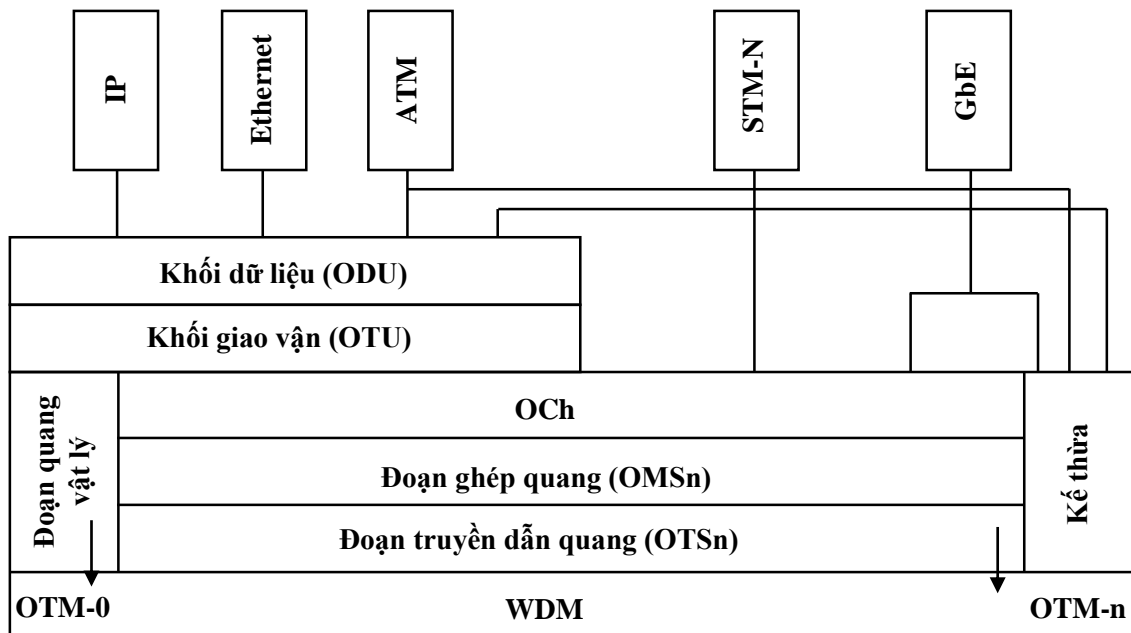 IP
Ethernet
ATM
STM-N
GbE
Khối dữ liệu (ODU)
Khối giao vận (OTU)
Đoạn quang
vật lý
OCh
Đoạn ghép quang (OMSn)
Đoạn truyền dẫn quang (OTSn)
Kế thừa
OTM-0
WDM
OTM-n